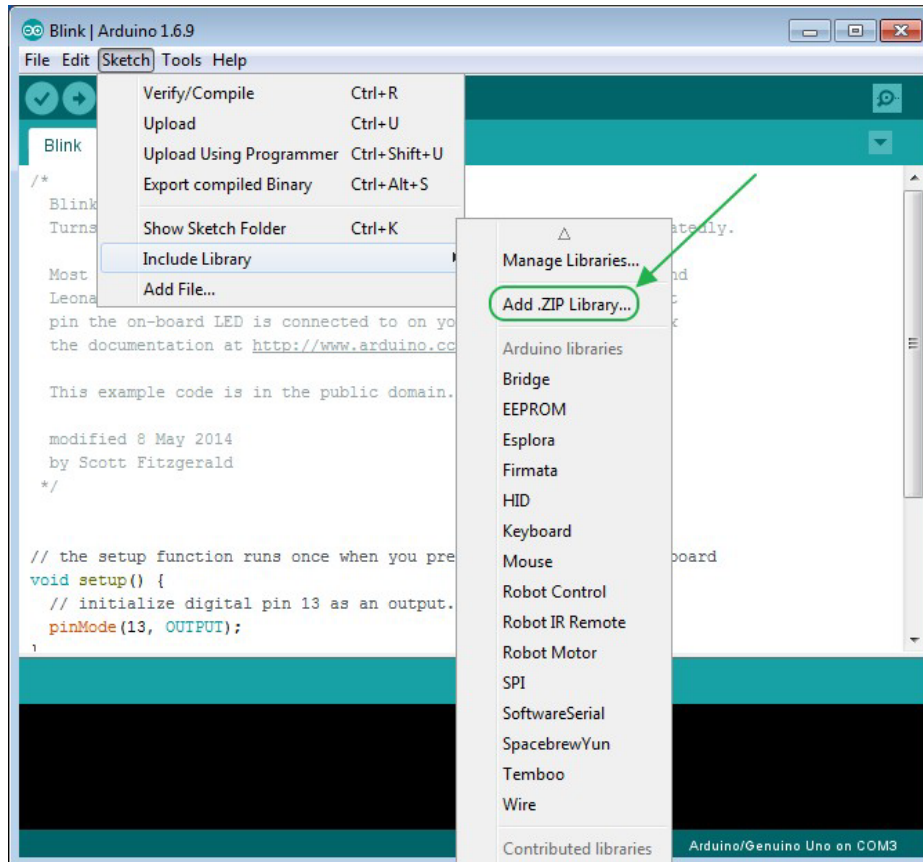 Blink | Arduino 1.6.9
File Edit Sketch Tools Help
Verify/Compile Ctrl+R
Upload Ctrl+U
Upload Using Programmer Ctrl+Shift+U
Export compiled Binary Ctrl+Alt+S
Show Sketch Folder Ctrl+K
Include Library
Add File...
Manage Libraries...
Add .ZIP Library...
Arduino libraries
Bridge
EEPROM
Esplora
Firmata
HID
Keyboard
Mouse
Robot Control
Robot IR Remote
Robot Motor
SPI
SoftwareSerial
SpacebrewYun
Temboo
Wire
Contributed libraries
Blink
/*
Blink
Turns
Most
pin the on-board LED is connected to on
the documentation at http://www.arduino.cc
This example code is in the public domain.
modified 8 May 2014
by Scott Fitzgerald
*/
// the setup function runs once when you
void setup() {
// initialize digital pin 13 as an output.
pinMode(13, OUTPUT);
Arduino/Genuino Uno on COM3